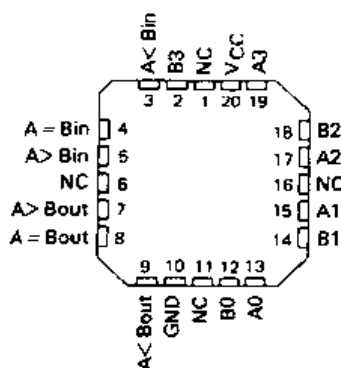 A< Bin
B3
NC
VCC
A3
3 2 1 20 19
A = Bin 4
A> Bin 5
NC 6
A> Bout 7
A = Bout 8
18 B2
17 A2
16 NC
15 A1
14 B1
9 10 11 12 13
A< Bout
GND
NC
B0
A0